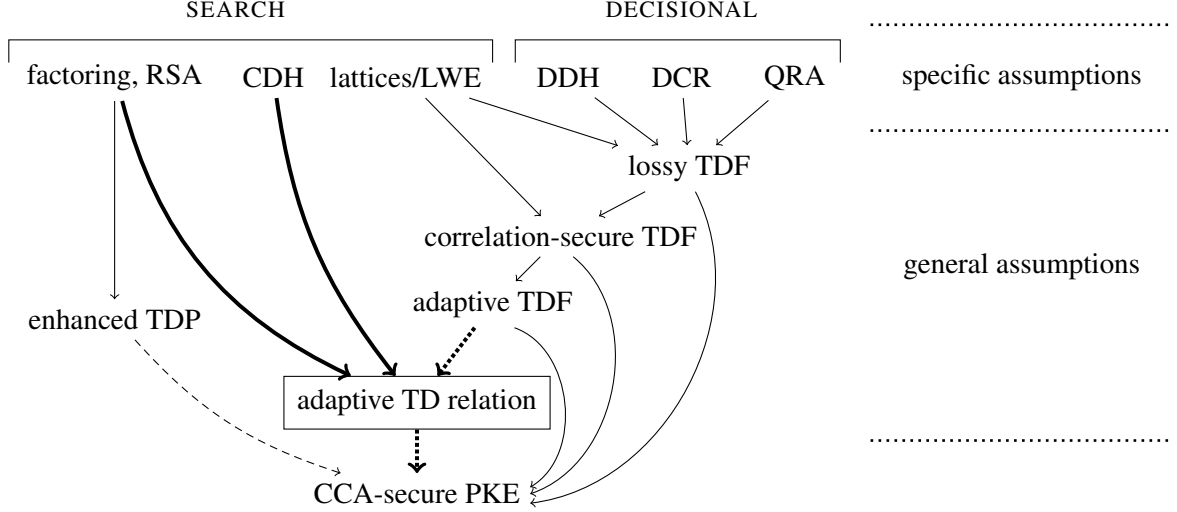 SEARCH DECISIONAL
factoring, RSA CDH lattices/LWE DDH DCR QRA specific assumptions
lossy TDF
correlation-secure TDF
general assumptions
adaptive TDF
enhanced TDP
adaptive TD relation
CCA-secure PKE